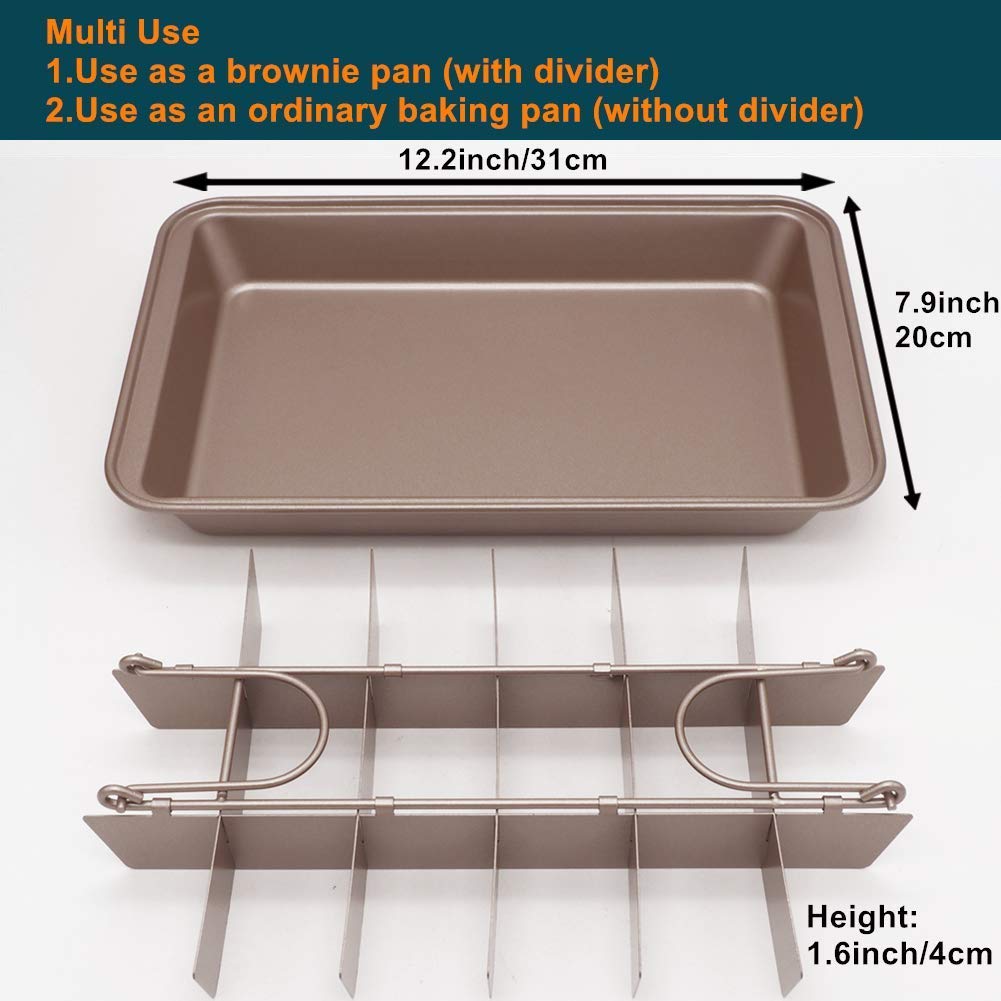 Multi Use
1.Use as a brownie pan (with divider)
2.Use as an ordinary baking pan (without divider)
12.2inch/31cm
7.9inch
20cm
Height:
1.6inch/4cm